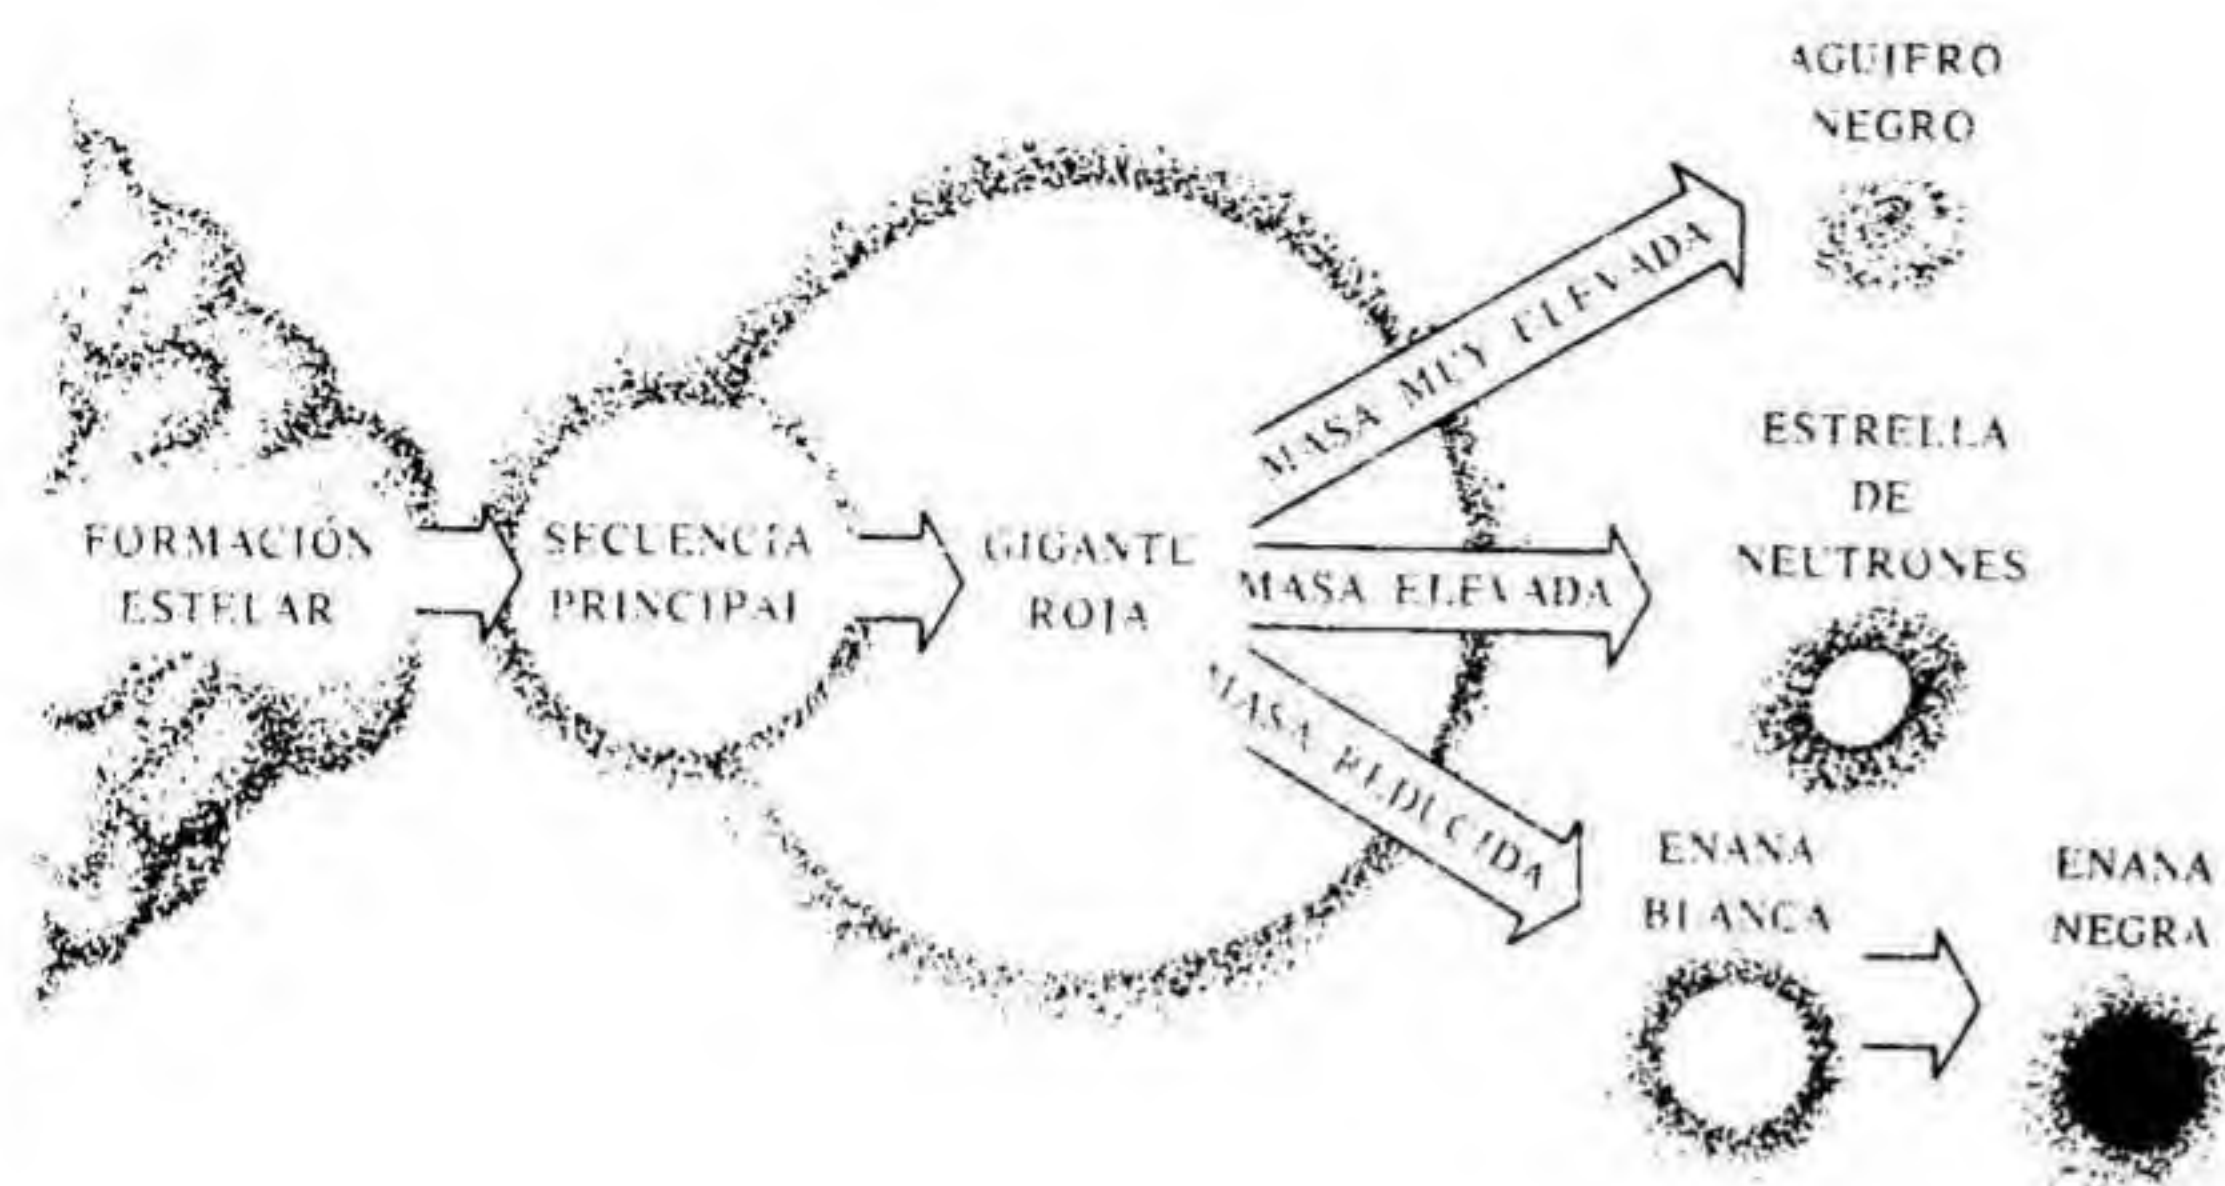 AGUJERO
NEGRO
MASA MUY ELEVADA
ESTRELLA
DE
NEUTRONES
FORMACIÓN
ESTELAR
SECUENCIA
PRINCIPAL
GIGANTE
ROJA
MASA ELEVADA
MASA REDUCIDA
ENANA
BLANCA
ENANA
NEGRA